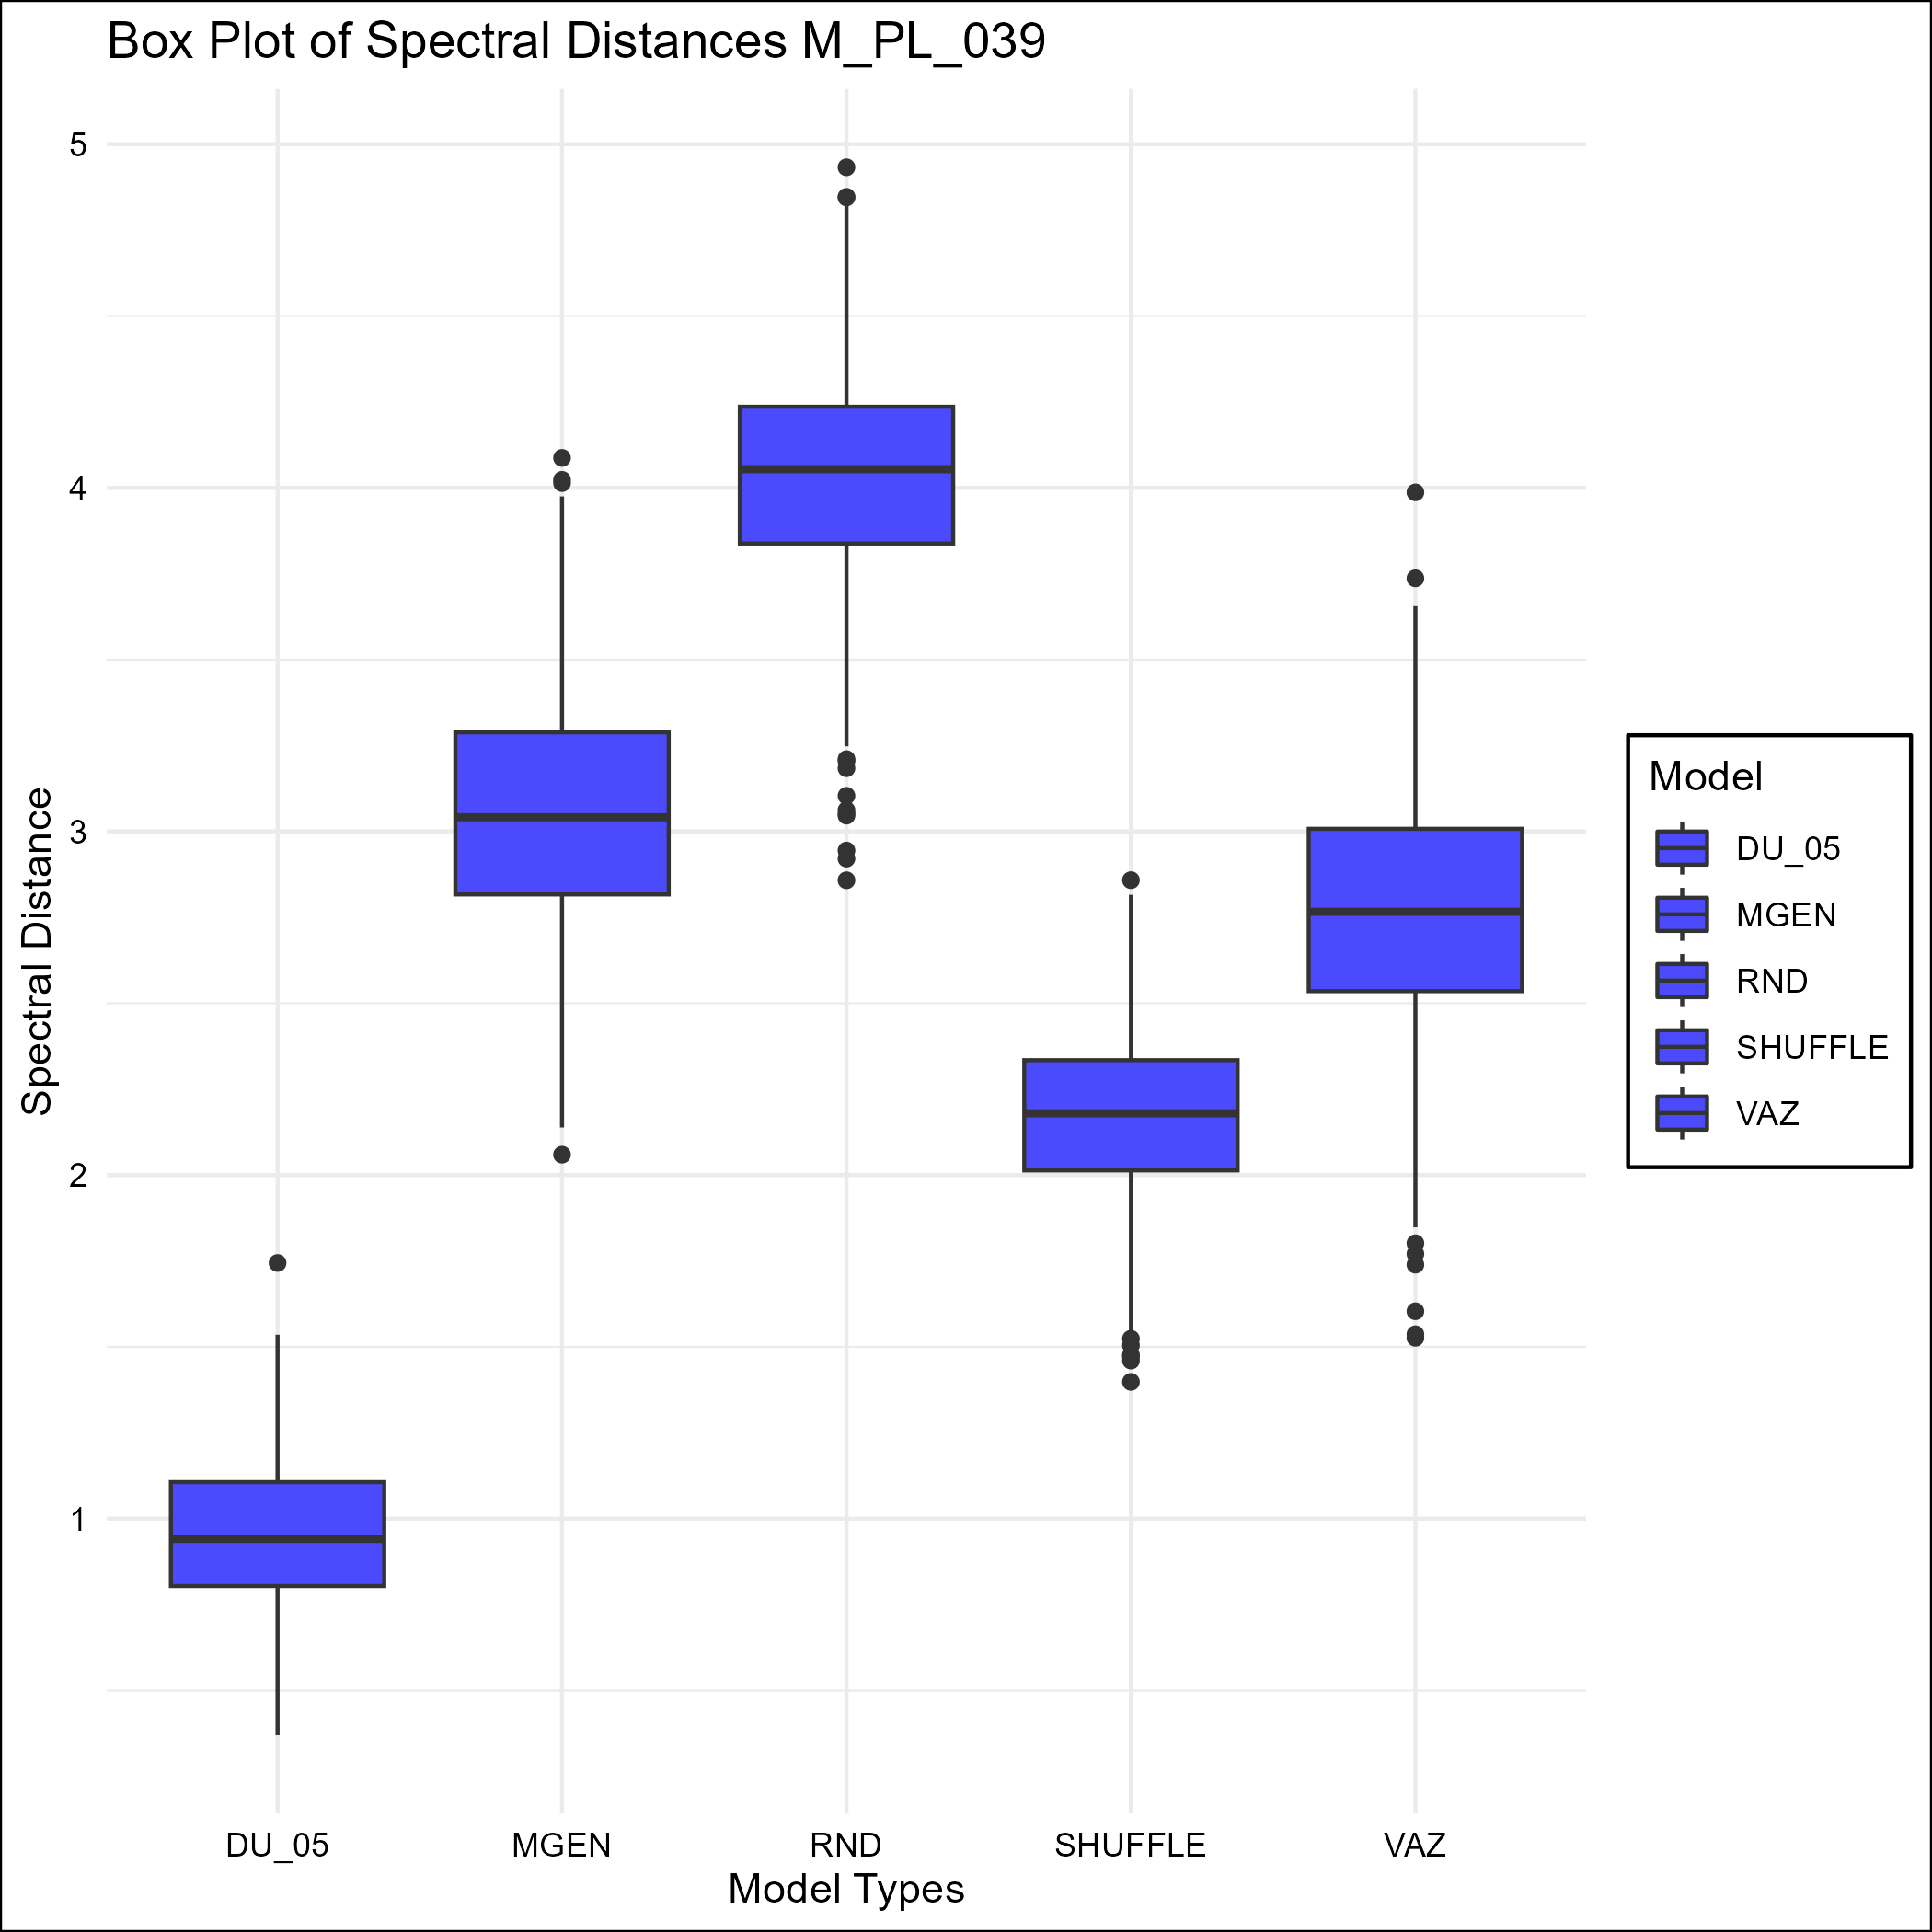 Box Plot of Spectral Distances M_PL_039
5
4
3
2
1
Spectral Distance
DU_05
MGEN
RND
SHUFFLE
VAZ
Model Types
Model
DU_05
MGEN
RND
SHUFFLE
VAZ